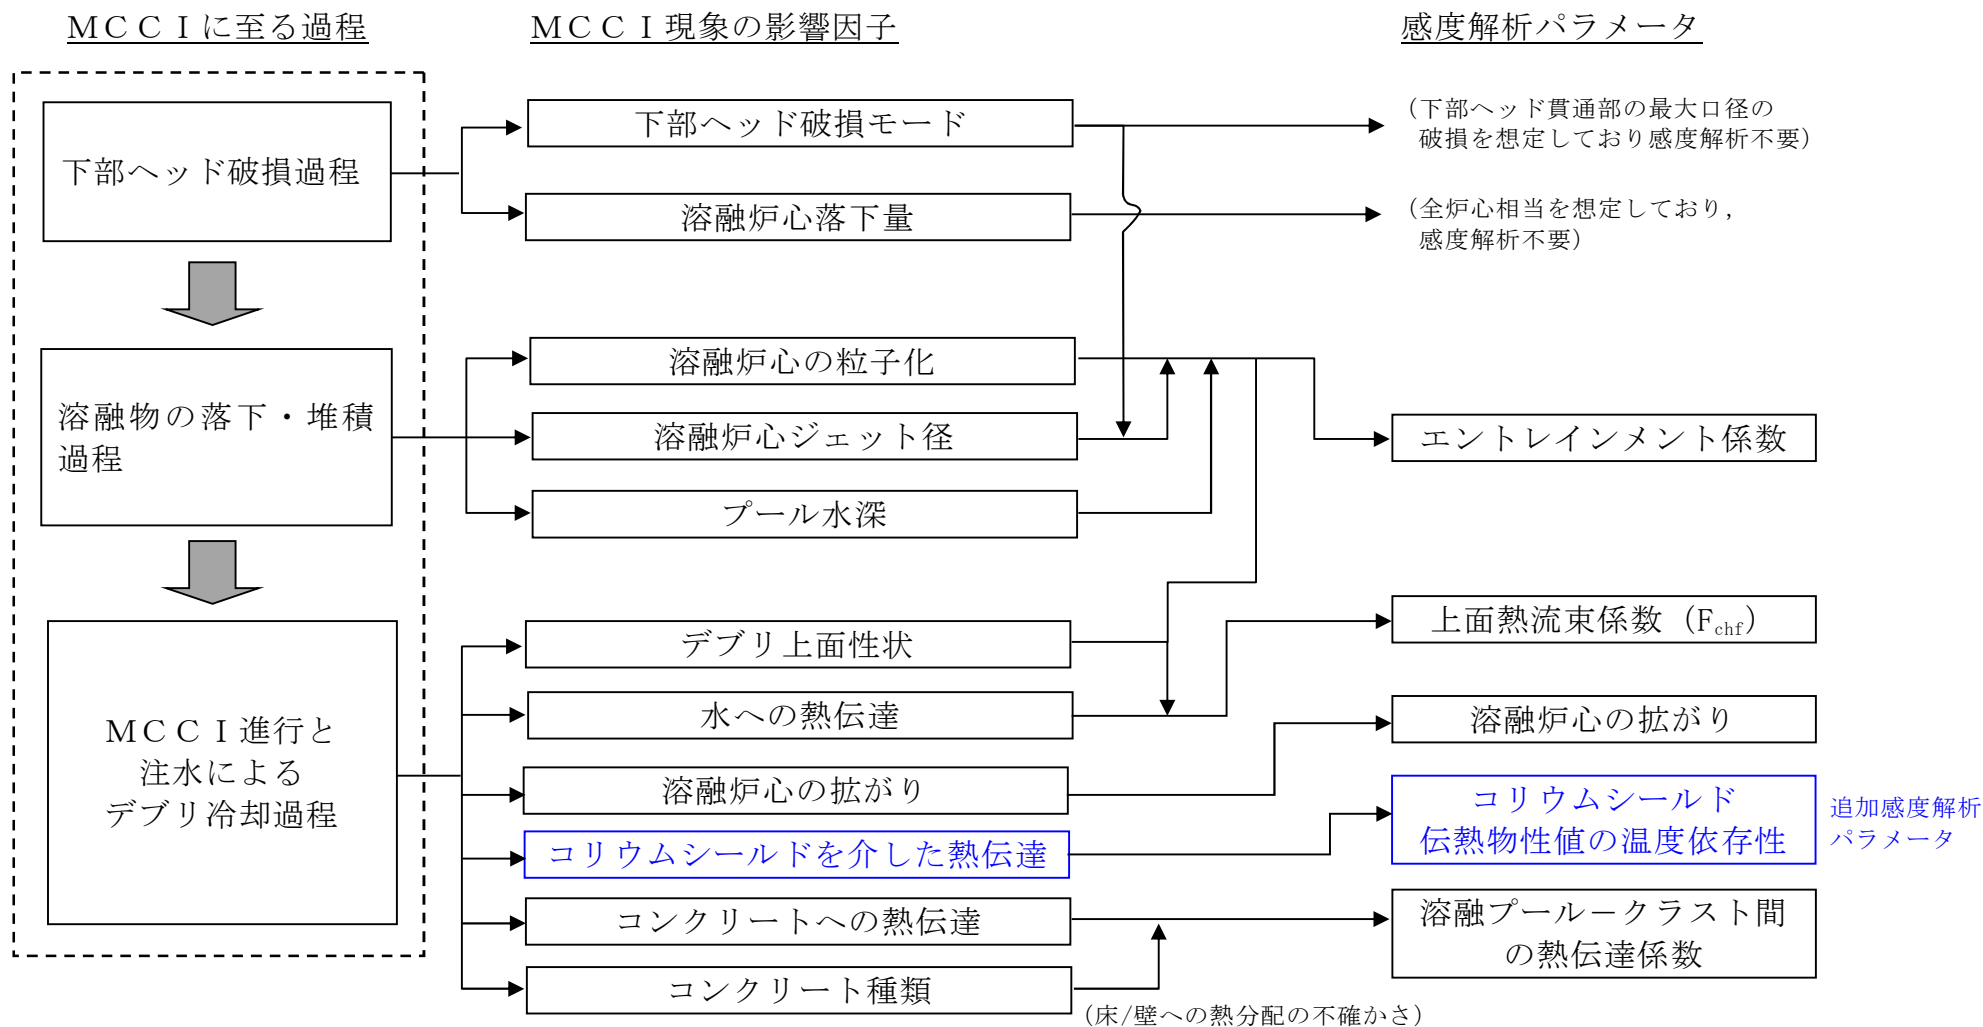 ＭＣＣＩに至る過程
ＭＣＣＩ現象の影響因子
感度解析パラメータ
下部ヘッド破損過程
下部ヘッド破損モード
（下部ヘッド貫通部の最大口径の
破損を想定しており感度解析不要）
溶融炉心落下量
（全炉心相当を想定しており，
感度解析不要）
溶融物の落下・堆積
過程
溶融炉心の粒子化
溶融炉心ジェット径
プール水深
エントレインメント係数
ＭＣＣＩ進行と
注水による
デブリ冷却過程
デブリ上面性状
水への熱伝達
溶融炉心の拡がり
コリウムシールドを介した熱伝達
コンクリートへの熱伝達
コンクリート種類
（床/壁への熱分配の不確かさ）
上面熱流束係数（Fchf）
溶融炉心の拡がり
コリウムシールド
伝熱物性値の温度依存性
追加感度解析
パラメータ
溶融プール－クラスト間
の熱伝達係数